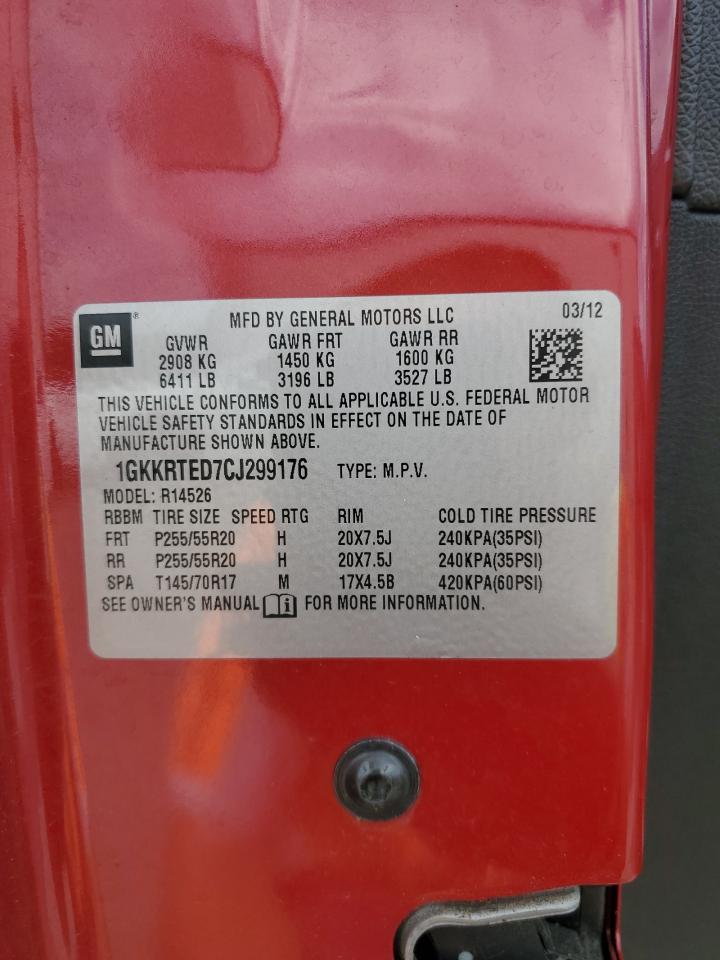 GM ® MFD BY GENERAL MOTORS LLC 03/12
GVWR GAWR FRT GAWR RR
2908 KG 1450 KG 1600 KG
6411 LB 3196 LB 3527 LB
THIS VEHICLE CONFORMS TO ALL APPLICABLE U.S. FEDERAL MOTOR
VEHICLE SAFETY STANDARDS IN EFFECT ON THE DATE OF
MANUFACTURE SHOWN ABOVE.
1GKKRTED7CJ299176 TYPE: M.P.V.
MODEL: R14526
RBBM TIRE SIZE SPEED RTG RIM COLD TIRE PRESSURE
FRT P255/55R20 H 20X7.5J 240KPA(35PSI)
RR P255/55R20 H 20X7.5J 240KPA(35PSI)
SPA T145/70R17 M 17X4.5B 420KPA(60PSI)
SEE OWNER'S MANUAL i FOR MORE INFORMATION.